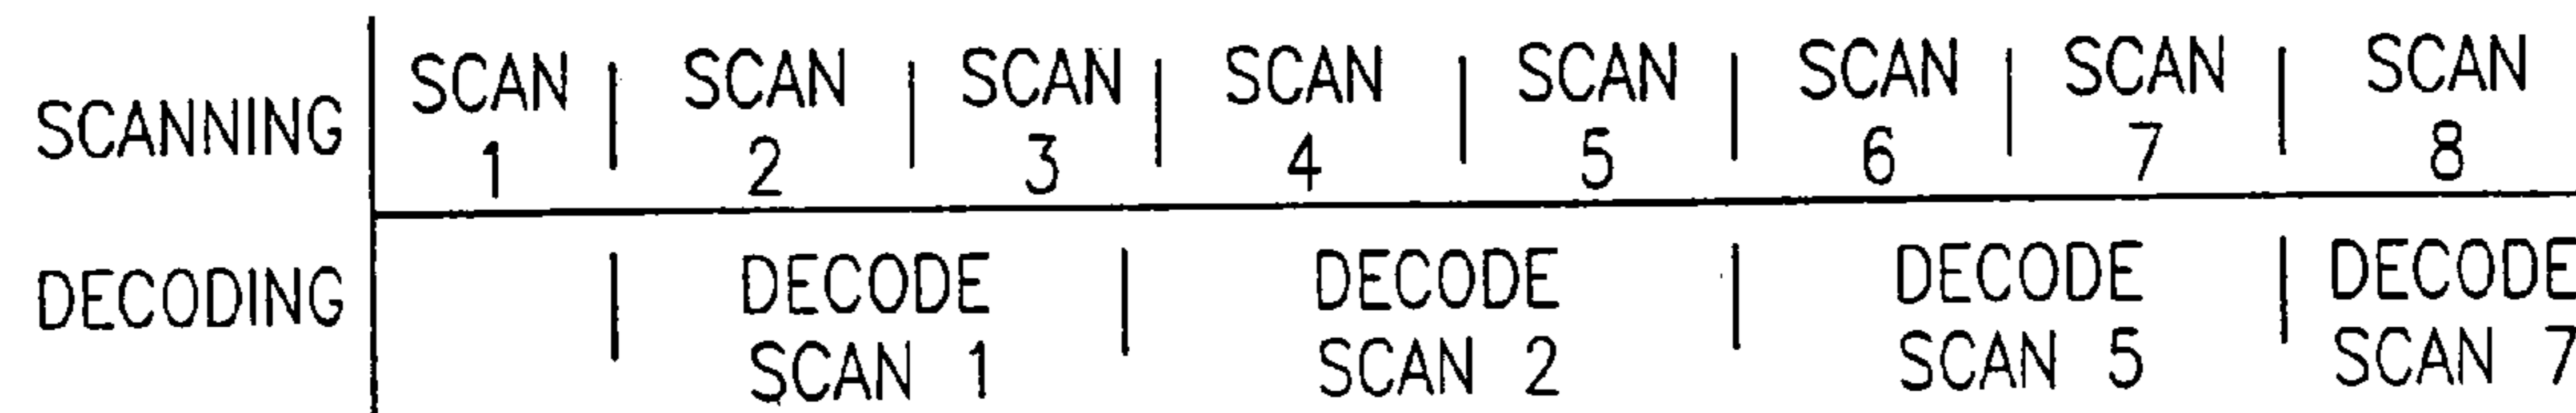 SCANNING SCAN 1 | SCAN 2 | SCAN 3 | SCAN 4 | SCAN 5 | SCAN 6 | SCAN 7 | SCAN 8
DECODING | DECODE SCAN 1 | DECODE SCAN 2 | DECODE SCAN 5 | DECODE SCAN 7